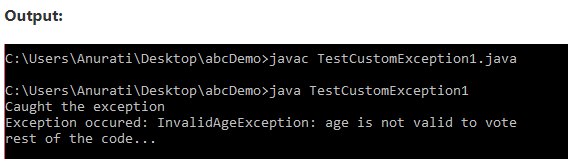 Output:
C:\Users\Anurati\Desktop\abcDemo>javac TestCustomException1.java
C:\Users\Anurati\Desktop\abcDemo>java TestCustomException1
Caught the exception
Exception occured: InvalidAgeException: age is not valid to vote
rest of the code...